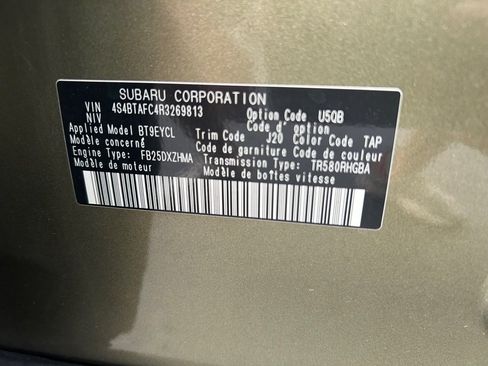 SUBARU CORPORATION
VIN 4S4BTAFC4R3269813 Option Code U5QB
NIV Code d'option
Applied Model BT9EYCL Trim Code J20 Color Code TAP
Modèle concerné Code de garniture Code de couleur
Engine Type FB25DXZHMA Transmission Type TR580RHGBA
Modèle de moteur Modèle de boîtes vitesse